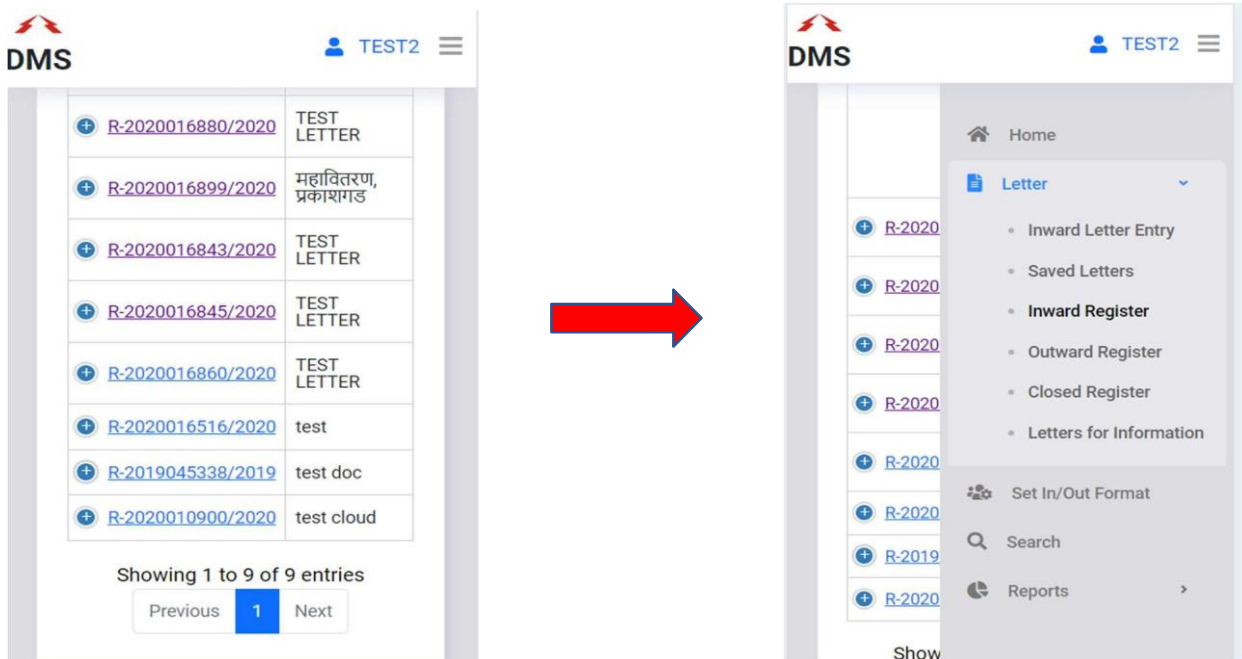 DMS
TEST2
R-2020016880/2020 TEST
LETTER
R-2020016899/2020 महावितरण,
प्रकाशगड
R-2020016843/2020 TEST
LETTER
R-2020016845/2020 TEST
LETTER
R-2020016860/2020 TEST
LETTER
R-2020016516/2020 test
R-2019045338/2019 test doc
R-2020010900/2020 test cloud
Showing 1 to 9 of 9 entries
Previous 1 Next
DMS
TEST2
R-2020
R-2020
R-2020
R-2020
R-2020
R-2020
R-2019
R-2020
Show
Home
Letter
Inward Letter Entry
Saved Letters
Inward Register
Outward Register
Closed Register
Letters for Information
Set In/Out Format
Search
Reports